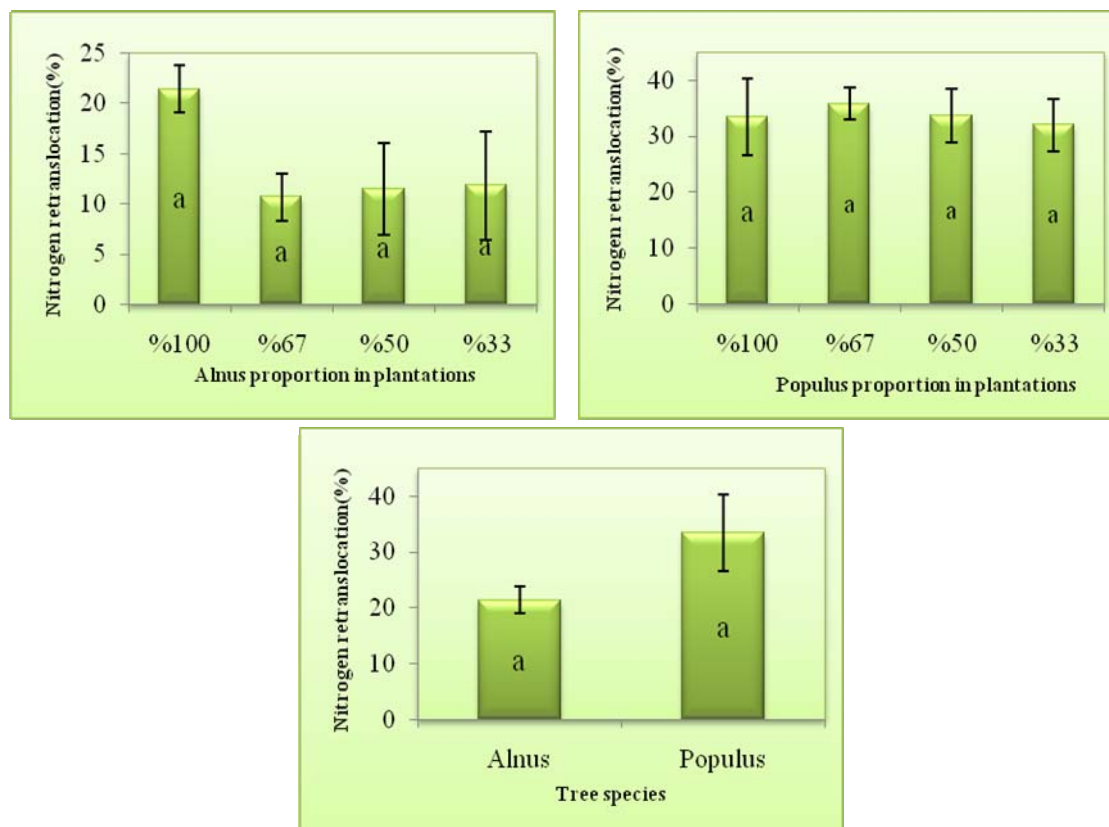 Nitrogen retranslocation(%)
25
20
15
10
5
0
a
a
a
a
%100 %67 %50 %33
Alnus proportion in plantations
Nitrogen retranslocation(%)
40
30
20
10
0
a
a
a
a
%100 %67 %50 %33
Populus proportion in plantations
Nitrogen retranslocation(%)
40
30
20
10
0
a
a
Alnus Populus
Tree species